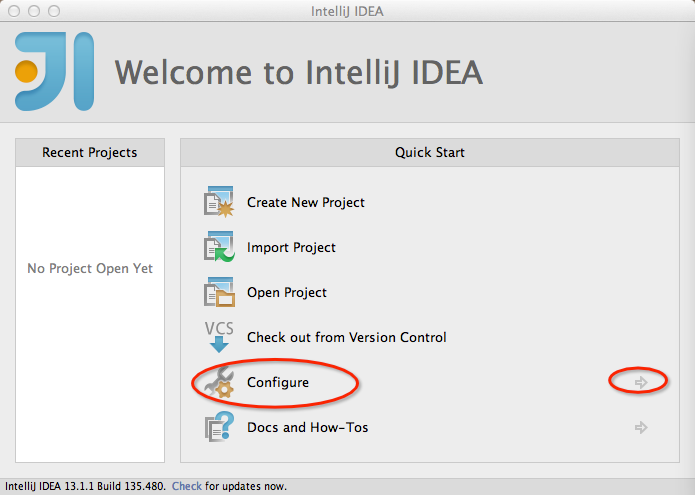 IntelliJ IDEA
Welcome to IntelliJ IDEA
Recent Projects
No Project Open Yet
Quick Start
Create New Project
Import Project
Open Project
VCS
Check out from Version Control
Configure
Docs and How-Tos
IntelliJ IDEA 13.1.1 Build 135.480. Check for updates now.